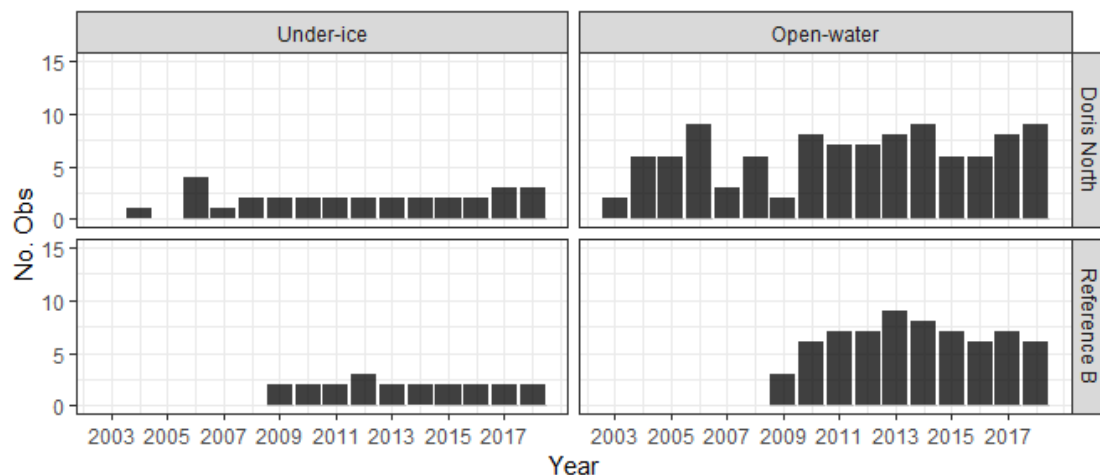 Under-ice Open-water
15
10
5
0
Doris North
No. Obs
15
10
5
0
Reference B
2003 2005 2007 2009 2011 2013 2015 2017 2003 2005 2007 2009 2011 2013 2015 2017
Year